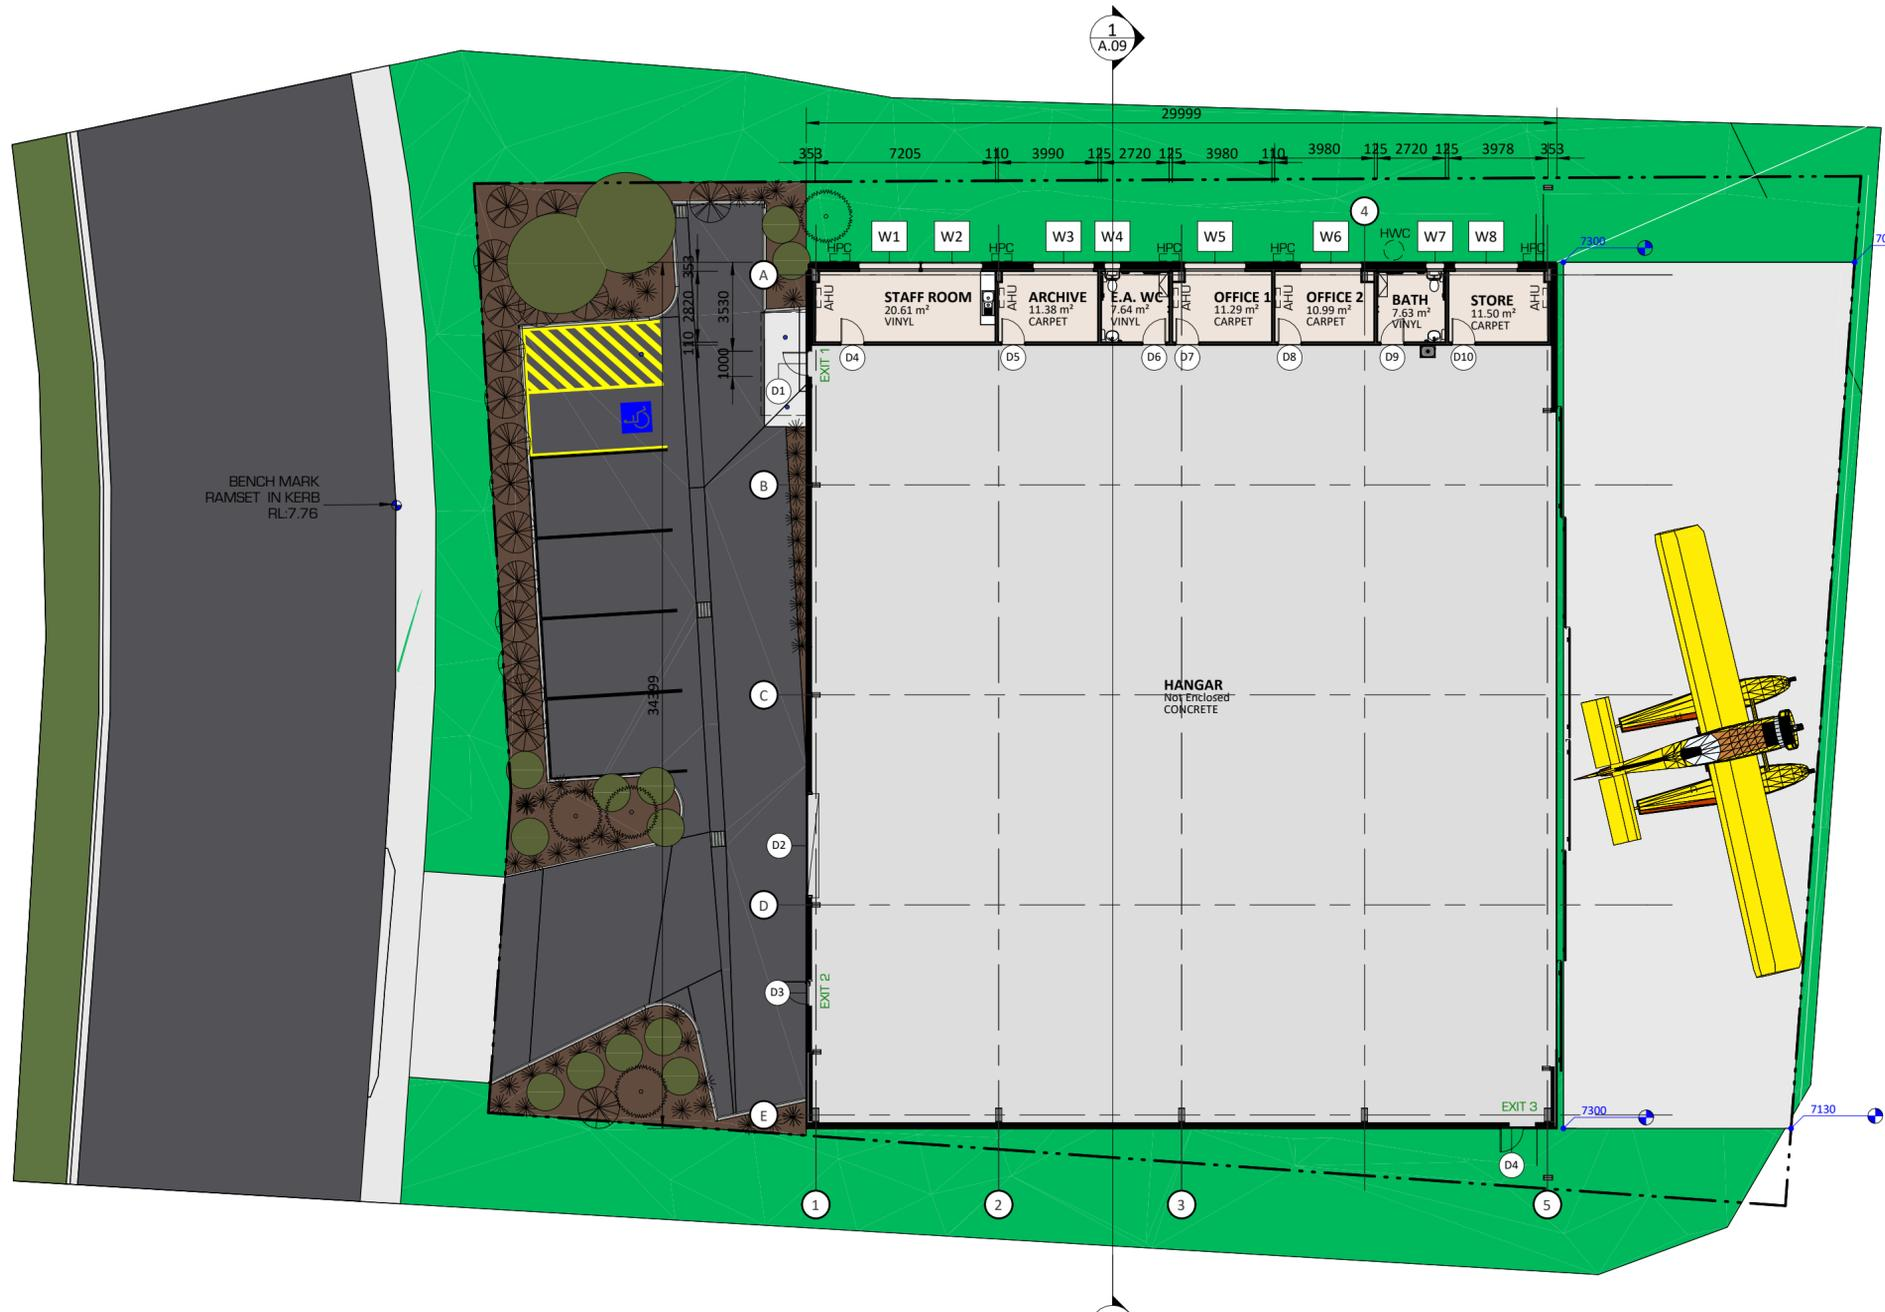 1
A.09
29999
353
7205
110
3990
125
2720
125
3980
110
3980
125
2720
125
3978
353
4
W1
W2
W3
W4
W5
W6
HWC
W7
W8
HPC
HPC
HPC
HPC
HPC
7300
A
353
2820
3530
110
1000
AHU
STAFF ROOM
20.61 m²
VINYL
AHU
ARCHIVE
11.38 m²
CARPET
E.A. WC
7.64 m²
VINYL
AHU
OFFICE 1
11.29 m²
CARPET
AHU
OFFICE 2
10.99 m²
CARPET
BATH
7.63 m²
VINYL
STORE
11.50 m²
CARPET
AHU
D4
D5
D6
D7
D8
D9
D10
EXIT 1
D1
BENCH MARK
RAMSET IN KERB
RL:7.76
B
C
34399
HANGAR
Not Enclosed
CONCRETE
D2
D
EXIT 2
D3
E
EXIT 3
7300
7130
D4
1
2
3
5